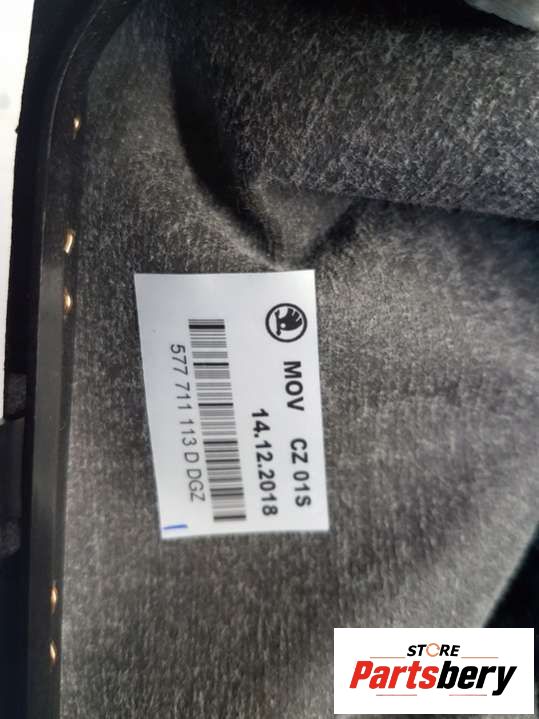 MOV CZ 01S
14.12.2018
577 711 113 D DGZ
STORE
Partsbery